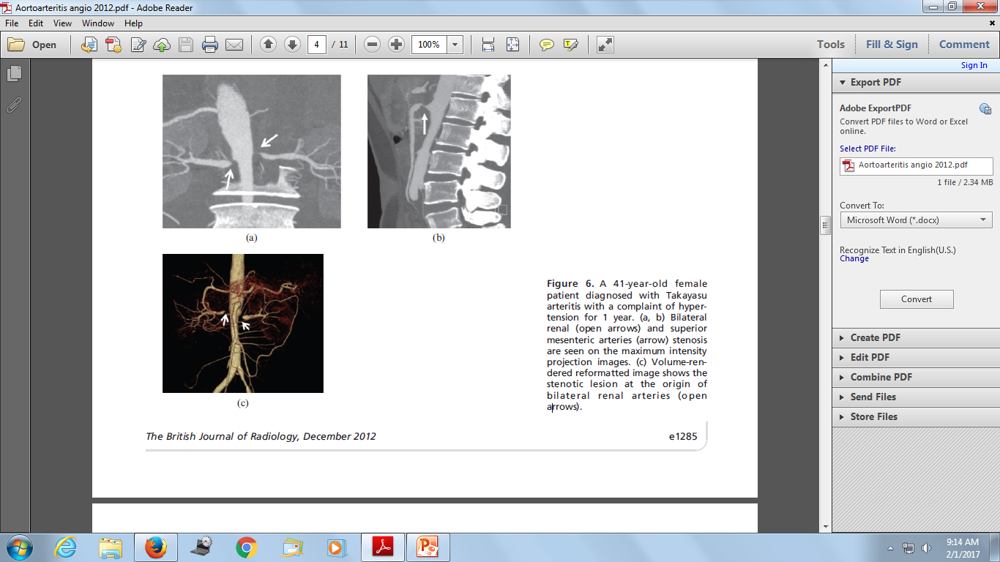 Aortoarteritis angio 2012.pdf - Adobe Reader
File Edit View Window Help
Open
4 / 11
100%
Tools
Fill & Sign
Comment
(a)
(b)
(c)
Figure 6. A 41-year-old female
patient diagnosed with Takayasu
arteritis with a complaint of hyper-
tension for 1 year. (a, b) Bilateral
renal (open arrows) and superior
mesenteric arteries (arrow) stenosis
are seen on the maximum intensity
projection images. (c) Volume-ren-
dered reformatted image shows the
stenotic lesion at the origin of
bilateral renal arteries (open
arrows).
The British Journal of Radiology, December 2012
e1285
Sign In
Export PDF
Adobe ExportPDF
Convert PDF files to Word or Excel
online.
Select PDF File:
Aortoarteritis angio 2012.pdf
1 file / 2.34 MB
Convert To:
Microsoft Word (*.docx)
Recognize Text in English(U.S.)
Change
Convert
Create PDF
Edit PDF
Combine PDF
Send Files
Store Files
9:14 AM
2/1/2017